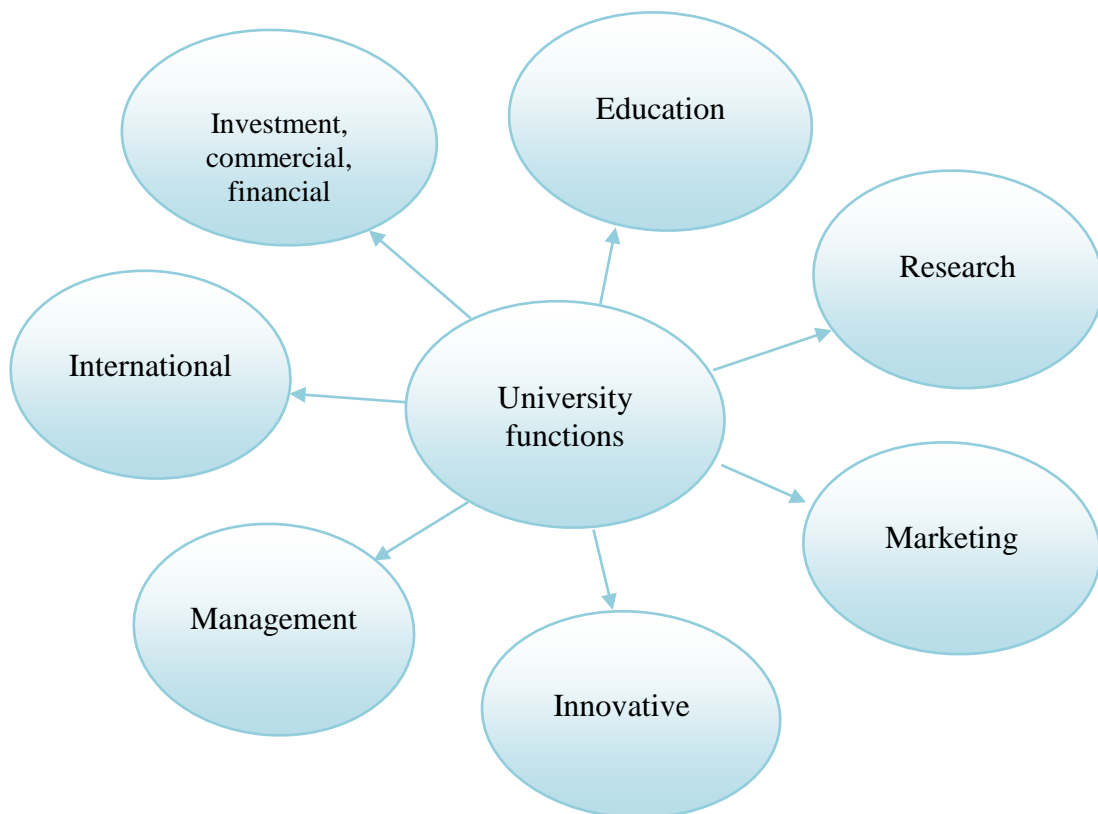 Investment,
commercial,
financial
Education
Research
International
University
functions
Marketing
Management
Innovative